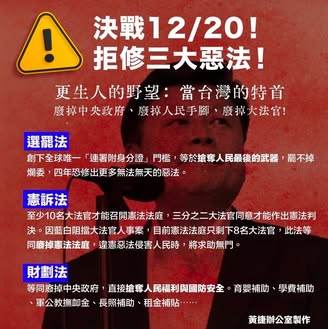 決戰12/20！
拒修三大惡法！
更生人的野望：當台灣的特首
廢掉中央政府、廢掉人民手腳、廢掉大法官!
選罷法
創下全球唯一「連署附身分證」門檻，等於搶奪人民最後的武器，罷不掉
爛委，四年恐修出更多無法無天的惡法。
憲訴法
至少10名大法官才能召開憲法法庭，三分之二大法官同意才能作出憲法判
決。因藍白阻擋大法官人事案，目前憲法法庭只剩下8名大法官，此法等
同廢掉憲法法庭，違憲惡法侵害人民時，將求助無門。
財劃法
等同廢掉中央政府，直接搶奪人民福利與國防安全。育嬰補助、學費補助
、軍公教撫卹金、長照補助、租金補貼⋯⋯
黃捷辦公室製作